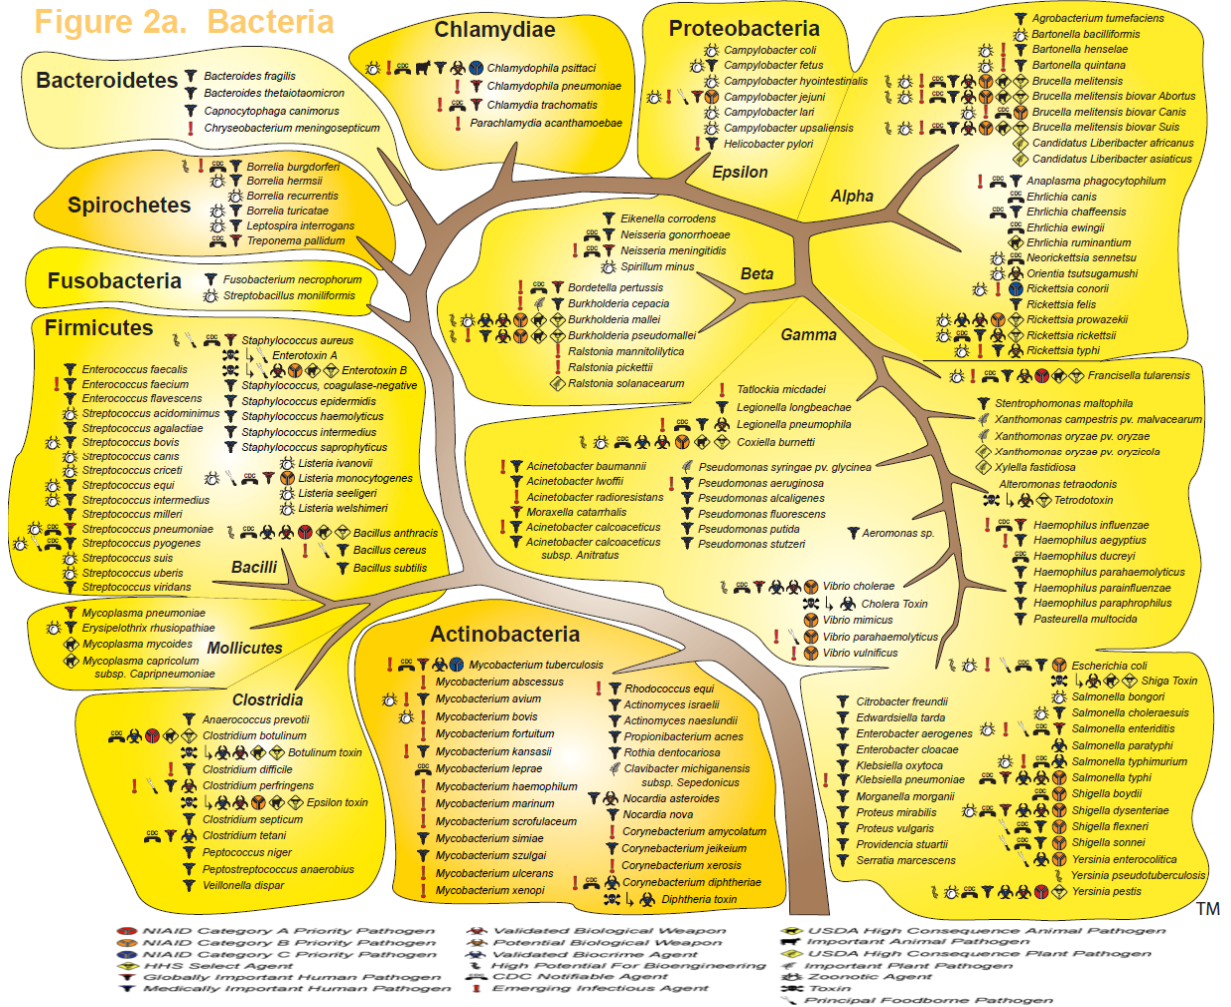 Figure 2a. Bacteria
Bacteroidetes
Bacteroides fragilis
Bacteroides thetaiotaomicron
Capnocytophaga canimorus
Chryseobacterium meningosepticum
Chlamydiae
Chlamydophila psittaci
Chlamydophila pneumoniae
Chlamydia trachomatis
Parachlamydia acanthamoebae
Proteobacteria
Campylobacter coli
Campylobacter fetus
Campylobacter hyointestinalis
Campylobacter jejuni
Campylobacter lari
Campylobacter upsaliensis
Helicobacter pylori
Epsilon
Agrobacterium tumefaciens
Bartonella bacilliformis
Bartonella henselae
Bartonella quintana
Brucella melitensis
Brucella melitensis biovar Abortus
Brucella melitensis biovar Canis
Brucella melitensis biovar Suis
Candidatus Liberibacter africanus
Candidatus Liberibacter asiaticus
Alpha
Anaplasma phagocytophilum
Ehrlichia canis
Ehrlichia chaffeensis
Ehrlichia ewingii
Ehrlichia ruminantium
Neorickettsia sennetsu
Orientia tsutsugamushi
Rickettsia conorii
Rickettsia felis
Rickettsia prowazekii
Rickettsia rickettsii
Rickettsia typhi
Spirochetes
Borrelia burgdorferi
Borrelia hermsii
Borrelia recurrentis
Borrelia turicatae
Leptospira interrogans
Treponema pallidum
Fusobacteria
Fusobacterium necrophorum
Streptobacillus moniliformis
Eikenella corrodens
Neisseria gonorrhoeae
Neisseria meningitidis
Spirillum minus
Beta
Bordetella pertussis
Burkholderia cepacia
Burkholderia mallei
Burkholderia pseudomallei
Ralstonia mannitolilytica
Ralstonia pickettii
Ralstonia solanacearum
Gamma
Firmicutes
Staphylococcus aureus
Enterotoxin A
Enterotoxin B
Staphylococcus, coagulase-negative
Staphylococcus epidermidis
Staphylococcus haemolyticus
Staphylococcus intermedius
Staphylococcus saprophyticus
Listeria ivanovii
Listeria monocytogenes
Listeria seeligeri
Listeria welshimeri
Bacillus anthracis
Bacillus cereus
Bacillus subtilis
Enterococcus faecalis
Enterococcus faecium
Enterococcus flavescens
Streptococcus acidominimus
Streptococcus agalactiae
Streptococcus bovis
Streptococcus canis
Streptococcus criceti
Streptococcus equi
Streptococcus intermedius
Streptococcus milleri
Streptococcus pneumoniae
Streptococcus pyogenes
Streptococcus suis
Streptococcus uberis
Streptococcus viridans
Bacilli
Tatlockia micdadei
Legionella longbeachae
Legionella pneumophila
Coxiella burnetti
Acinetobacter baumannii
Acinetobacter lwoffii
Acinetobacter radioresistans
Moraxella catarrhalis
Acinetobacter calcoaceticus
Acinetobacter calcoaceticus
subsp. Anitratus
Pseudomonas syringae pv. glycinea
Pseudomonas aeruginosa
Pseudomonas alcaligenes
Pseudomonas fluorescens
Pseudomonas putida
Pseudomonas stutzeri
Aeromonas sp.
Vibrio cholerae
Cholera Toxin
Vibrio mimicus
Vibrio parahaemolyticus
Vibrio vulnificus
Francisella tularensis
Stentrophomonas maltophila
Xanthomonas campestris pv. malvacearum
Xanthomonas oryzae pv. oryzae
Xanthomonas oryzae pv. oryzicola
Xylella fastidiosa
Alteromonas tetraodonis
Tetrodotoxin
Haemophilus influenzae
Haemophilus aegyptius
Haemophilus ducreyi
Haemophilus parahaemolyticus
Haemophilus parainfluenzae
Haemophilus paraphrophilus
Pasteurella multocida
Mycoplasma pneumoniae
Erysipelothrix rhusiopathiae
Mycoplasma mycoides
Mycoplasma capricolum
subsp. Capripneumoniae
Mollicutes
Clostridia
Anaerococcus prevotii
Clostridium botulinum
Botulinum toxin
Clostridium difficile
Clostridium perfringens
Epsilon toxin
Clostridium septicum
Clostridium tetani
Peptococcus niger
Peptostreptococcus anaerobius
Veillonella dispar
Actinobacteria
Mycobacterium tuberculosis
Mycobacterium abscessus
Mycobacterium avium
Mycobacterium bovis
Mycobacterium fortuitum
Mycobacterium kansasii
Mycobacterium leprae
Mycobacterium haemophilum
Mycobacterium marinum
Mycobacterium scrofulaceum
Mycobacterium simiae
Mycobacterium szulgai
Mycobacterium ulcerans
Mycobacterium xenopi
Rhodococcus equi
Actinomyces israelii
Actinomyces naeslundii
Propionibacterium acnes
Rothia dentocariosa
Clavibacter michiganensis
subsp. Sepedonicus
Nocardia asteroides
Nocardia nova
Corynebacterium amycolatum
Corynebacterium jeikeium
Corynebacterium xerosis
Corynebacterium diphtheriae
Diphtheria toxin
Citrobacter freundii
Edwardsiella tarda
Enterobacter aerogenes
Enterobacter cloacae
Klebsiella oxytoca
Klebsiella pneumoniae
Morganella morganii
Proteus mirabilis
Proteus vulgaris
Providencia stuartii
Serratia marcescens
Escherichia coli
Shiga Toxin
Salmonella bongori
Salmonella choleraesuis
Salmonella enteriditis
Salmonella paratyphi
Salmonella typhimurium
Salmonella typhi
Shigella boydii
Shigella dysenteriae
Shigella flexneri
Shigella sonnei
Yersinia enterocolitica
Yersinia pseudotuberculosis
Yersinia pestis
TM
NIAID Category A Priority Pathogen
NIAID Category B Priority Pathogen
NIAID Category C Priority Pathogen
HHS Select Agent
Globally Important Human Pathogen
Medically Important Human Pathogen
Validated Biological Weapon
Potential Biological Weapon
Validated Biocrime Agent
High Potential For Bioengineering
CDC Notifiable Agent
Emerging Infectious Agent
USDA High Consequence Animal Pathogen
Important Animal Pathogen
USDA High Consequence Plant Pathogen
Important Plant Pathogen
Zoonotic Agent
Toxin
Principal Foodborne Pathogen